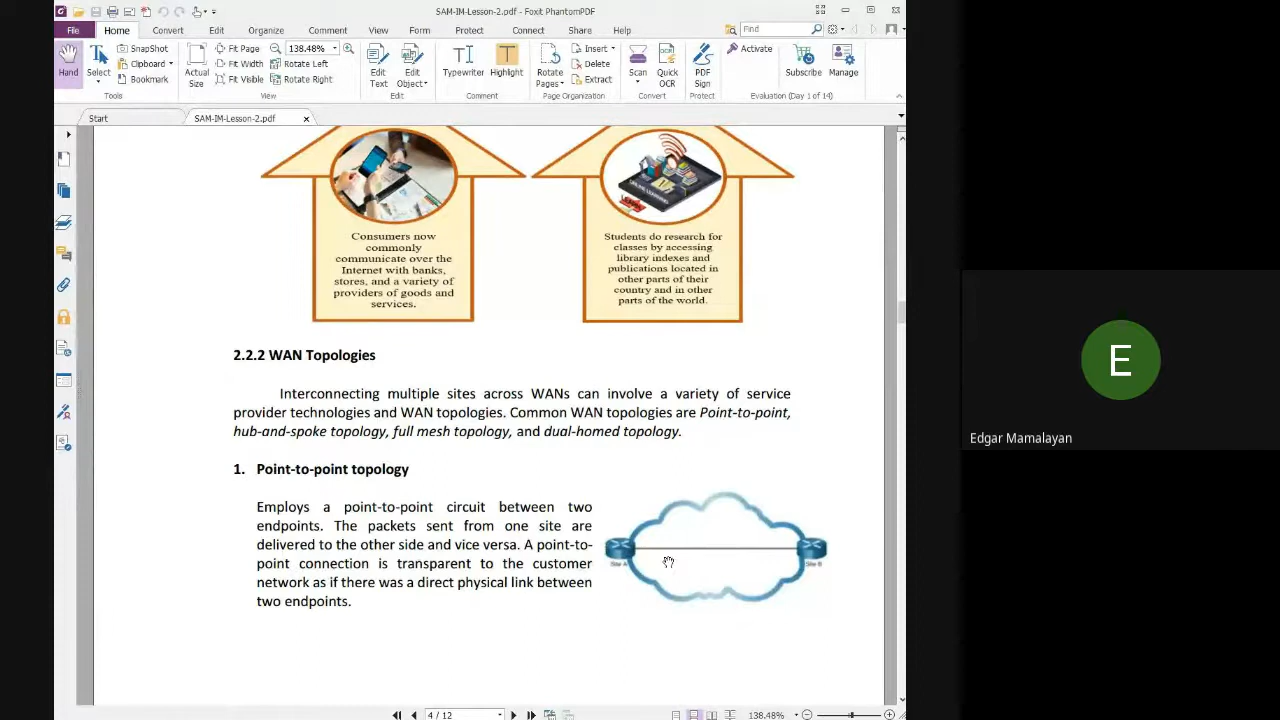 SAM-IM-Lesson-2.pdf - Foxit PhantomPDF
File Home Convert Edit Organize Comment View Form Protect Connect Share Help Find
Hand
Select
SnapShot
Clipboard
Bookmark
Tools
Actual Size
Fit Page
Fit Width
Fit Visible
138.48%
Rotate Left
Rotate Right
View
Edit Text
Edit Object
Edit
Typewriter
Highlight
Comment
Rotate Pages
Insert
Delete
Extract
Page Organization
Scan
Quick OCR
Convert
PDF Sign
Protect
Activate
Subscribe
Manage
Evaluation (Day 1 of 14)
Start
SAM-IM-Lesson-2.pdf
Consumers now
commonly
communicate over the
Internet with banks,
stores, and a variety of
providers of goods and
services.
ONLINE LEARNING
Students do research for
classes by accessing
library indexes and
publications located in
other parts of their
country and in other
parts of the world.
2.2.2 WAN Topologies
Interconnecting multiple sites across WANs can involve a variety of service
provider technologies and WAN topologies. Common WAN topologies are Point-to-point,
hub-and-spoke topology, full mesh topology, and dual-homed topology.
1. Point-to-point topology
Employs a point-to-point circuit between two
endpoints. The packets sent from one site are
delivered to the other side and vice versa. A point-to-
point connection is transparent to the customer
network as if there was a direct physical link between
two endpoints.
Site A
Site B
4 / 12
138.48%
E
Edgar Mamalayan